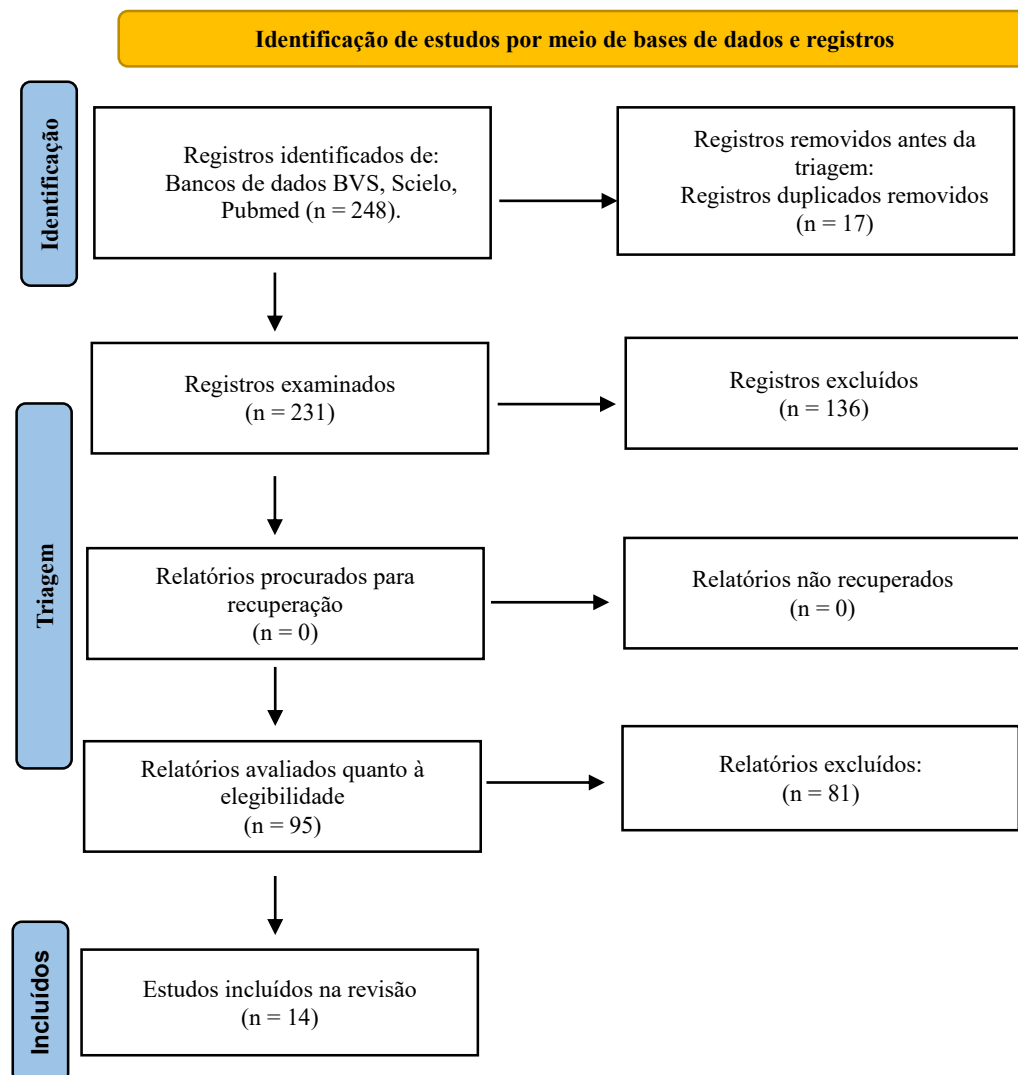 Identificação de estudos por meio de bases de dados e registros
Identificação
Registros identificados de:
Bancos de dados BVS, Scielo,
Pubmed (n = 248).
Registros removidos antes da
triagem:
Registros duplicados removidos
(n = 17)
Triagem
Registros examinados
(n = 231)
Registros excluídos
(n = 136)
Relatórios procurados para
recuperação
(n = 0)
Relatórios não recuperados
(n = 0)
Relatórios avaliados quanto à
elegibilidade
(n = 95)
Relatórios excluídos:
(n = 81)
Incluídos
Estudos incluídos na revisão
(n = 14)